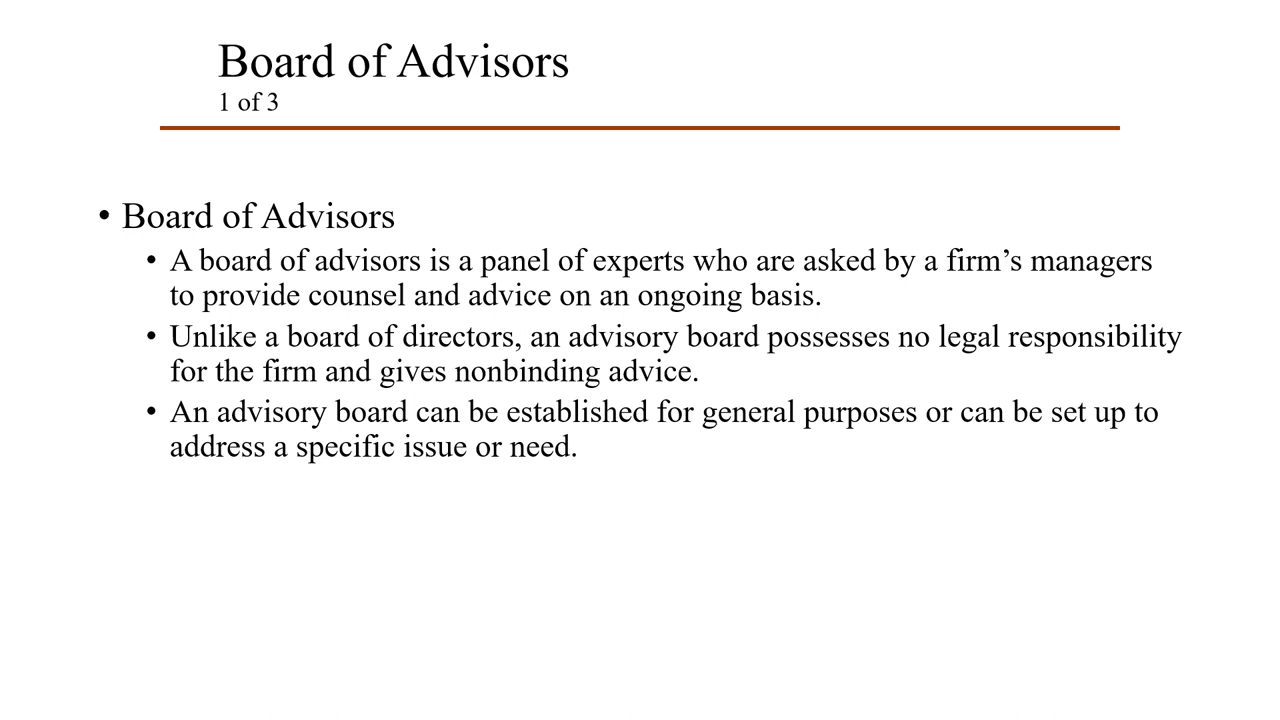 Board of Advisors
1 of 3
• Board of Advisors
• A board of advisors is a panel of experts who are asked by a firm’s managers
to provide counsel and advice on an ongoing basis.
• Unlike a board of directors, an advisory board possesses no legal responsibility
for the firm and gives nonbinding advice.
• An advisory board can be established for general purposes or can be set up to
address a specific issue or need.